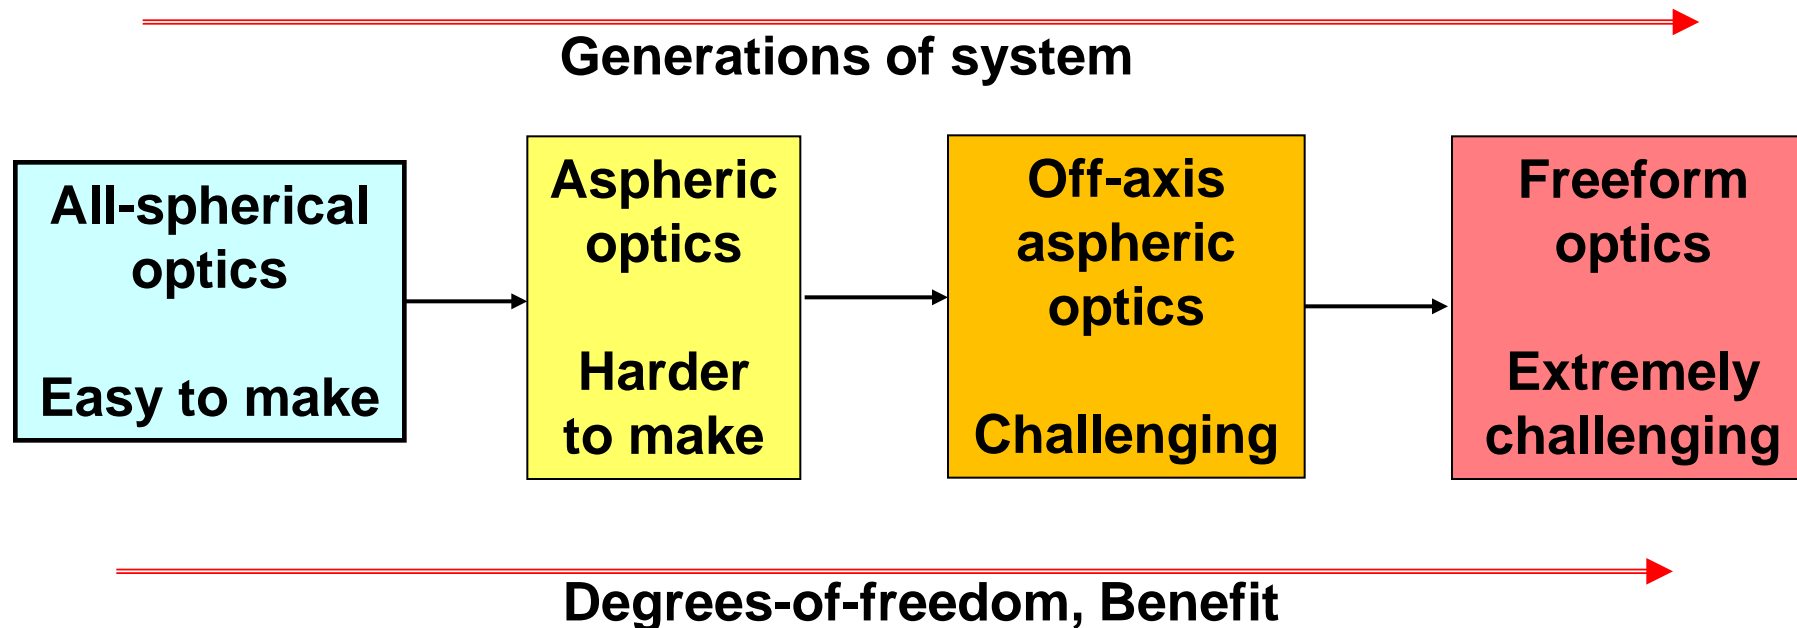 Generations of system
All-spherical
optics
Easy to make
Aspheric
optics
Harder
to make
Off-axis
aspheric
optics
Challenging
Freeform
optics
Extremely
challenging
Degrees-of-freedom, Benefit